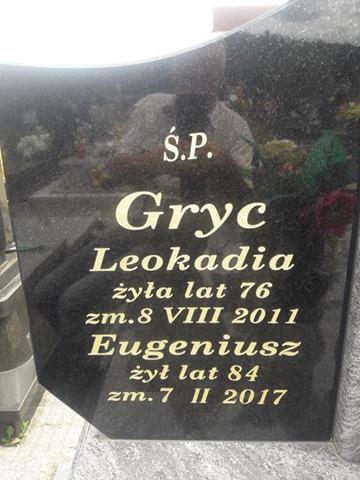 Ś.P.
Gryc
Leokadia
żyła lat 76
zm. 8 VIII 2011
Eugeniusz
żył lat 84
zm. 7 II 2017